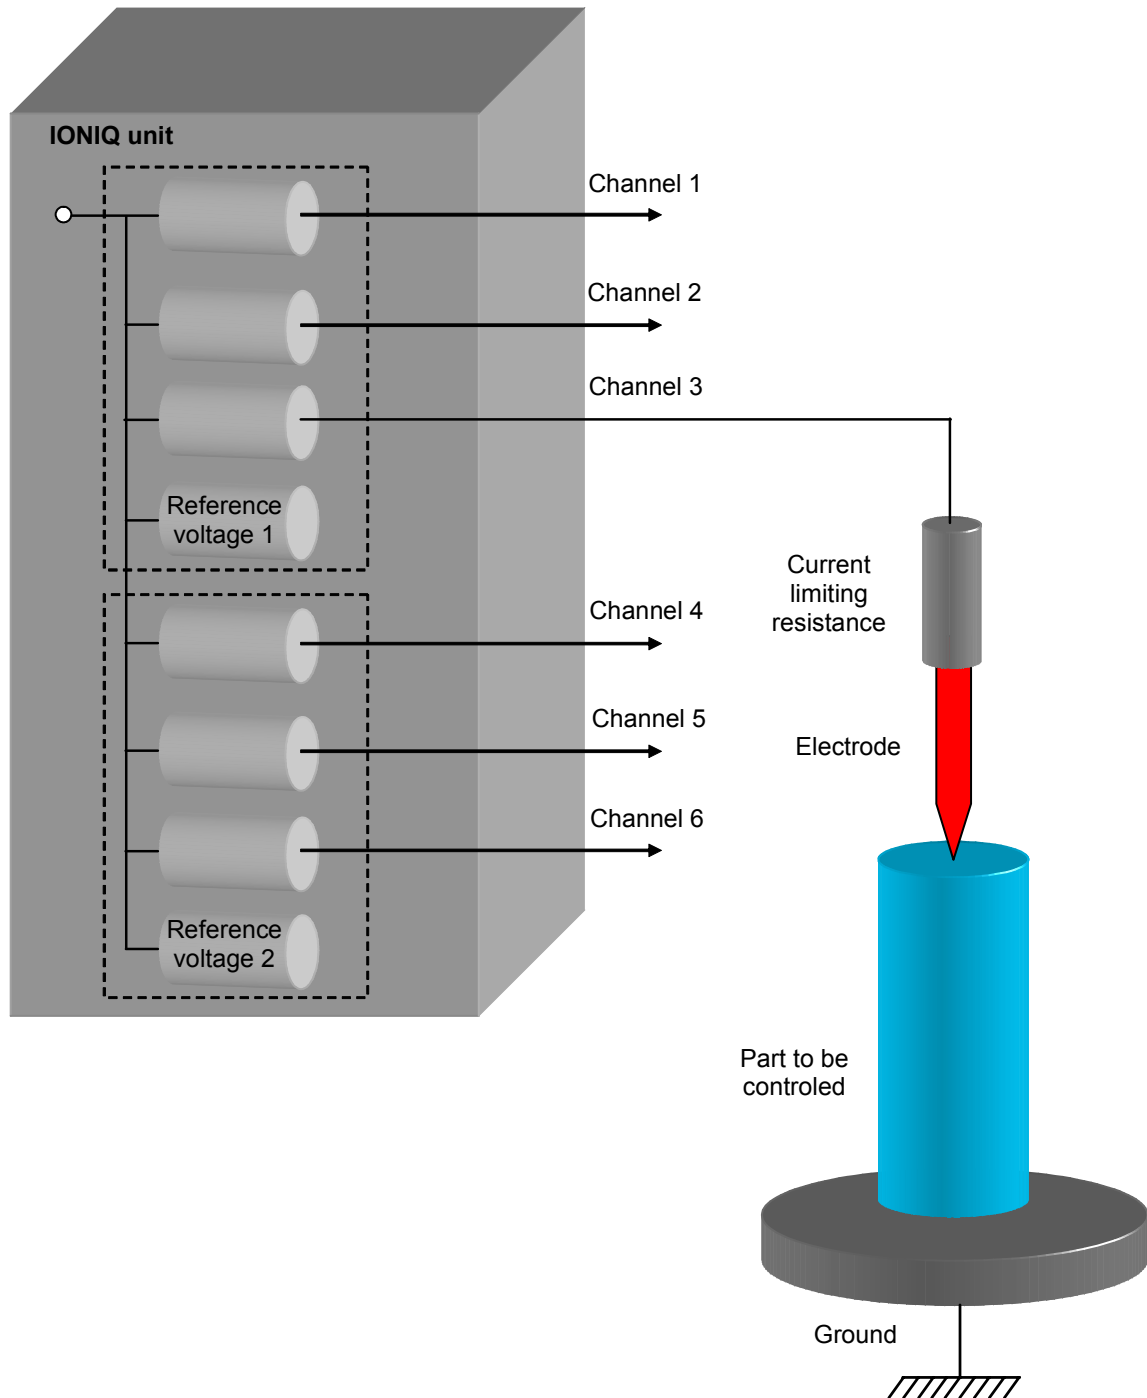 IONIQ unit
Channel 1
Channel 2
Channel 3
Reference
voltage 1
Current
limiting
resistance
Channel 4
Channel 5
Electrode
Channel 6
Reference
voltage 2
Part to be
controled
Ground